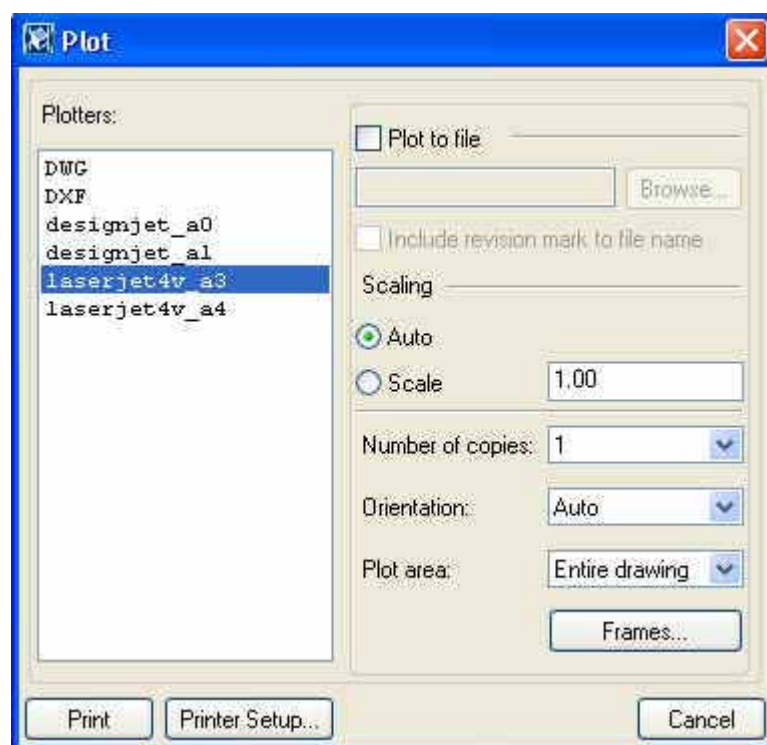 Plot
Plotters:
DWG
DXF
designjet_a0
designjet_a1
laserjet4v_a3
laserjet4v_a4
Plot to file
Browse...
Include revision mark to file name
Scaling
Auto
Scale 1.00
Number of copies: 1
Orientation: Auto
Plot area: Entire drawing
Frames...
Print Printer Setup... Cancel